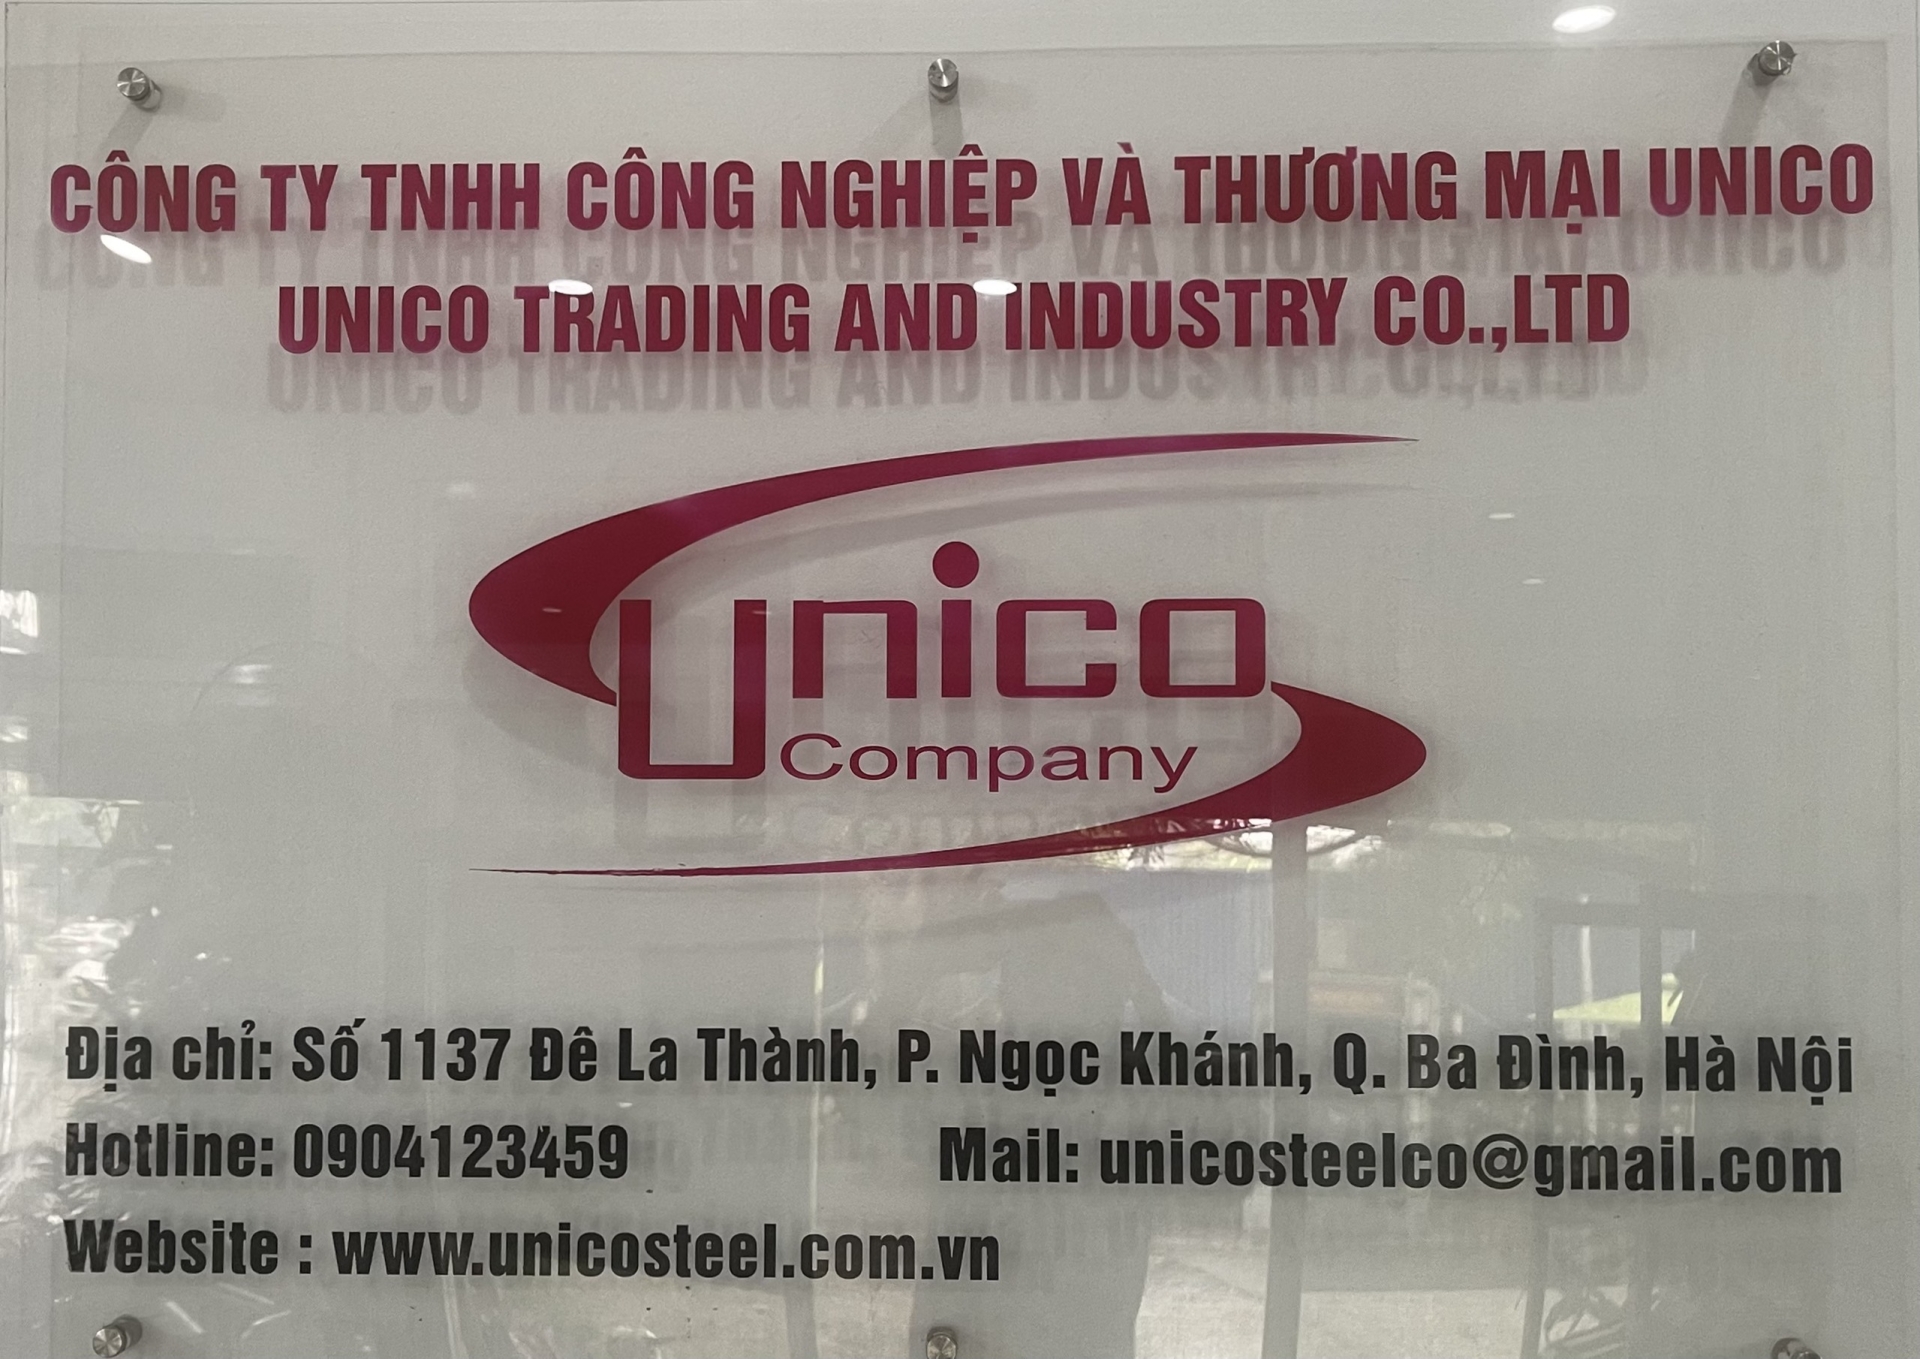 CÔNG TY TNHH CÔNG NGHIỆP VÀ THƯƠNG MẠI UNICO
UNICO TRADING AND INDUSTRY CO.,LTD
Unico
Company
Địa chỉ: Số 1137 Đê La Thành, P. Ngọc Khánh, Q. Ba Đình, Hà Nội
Hotline: 0904123459 Mail: unicosteelco@gmail.com
Website : www.unicosteel.com.vn